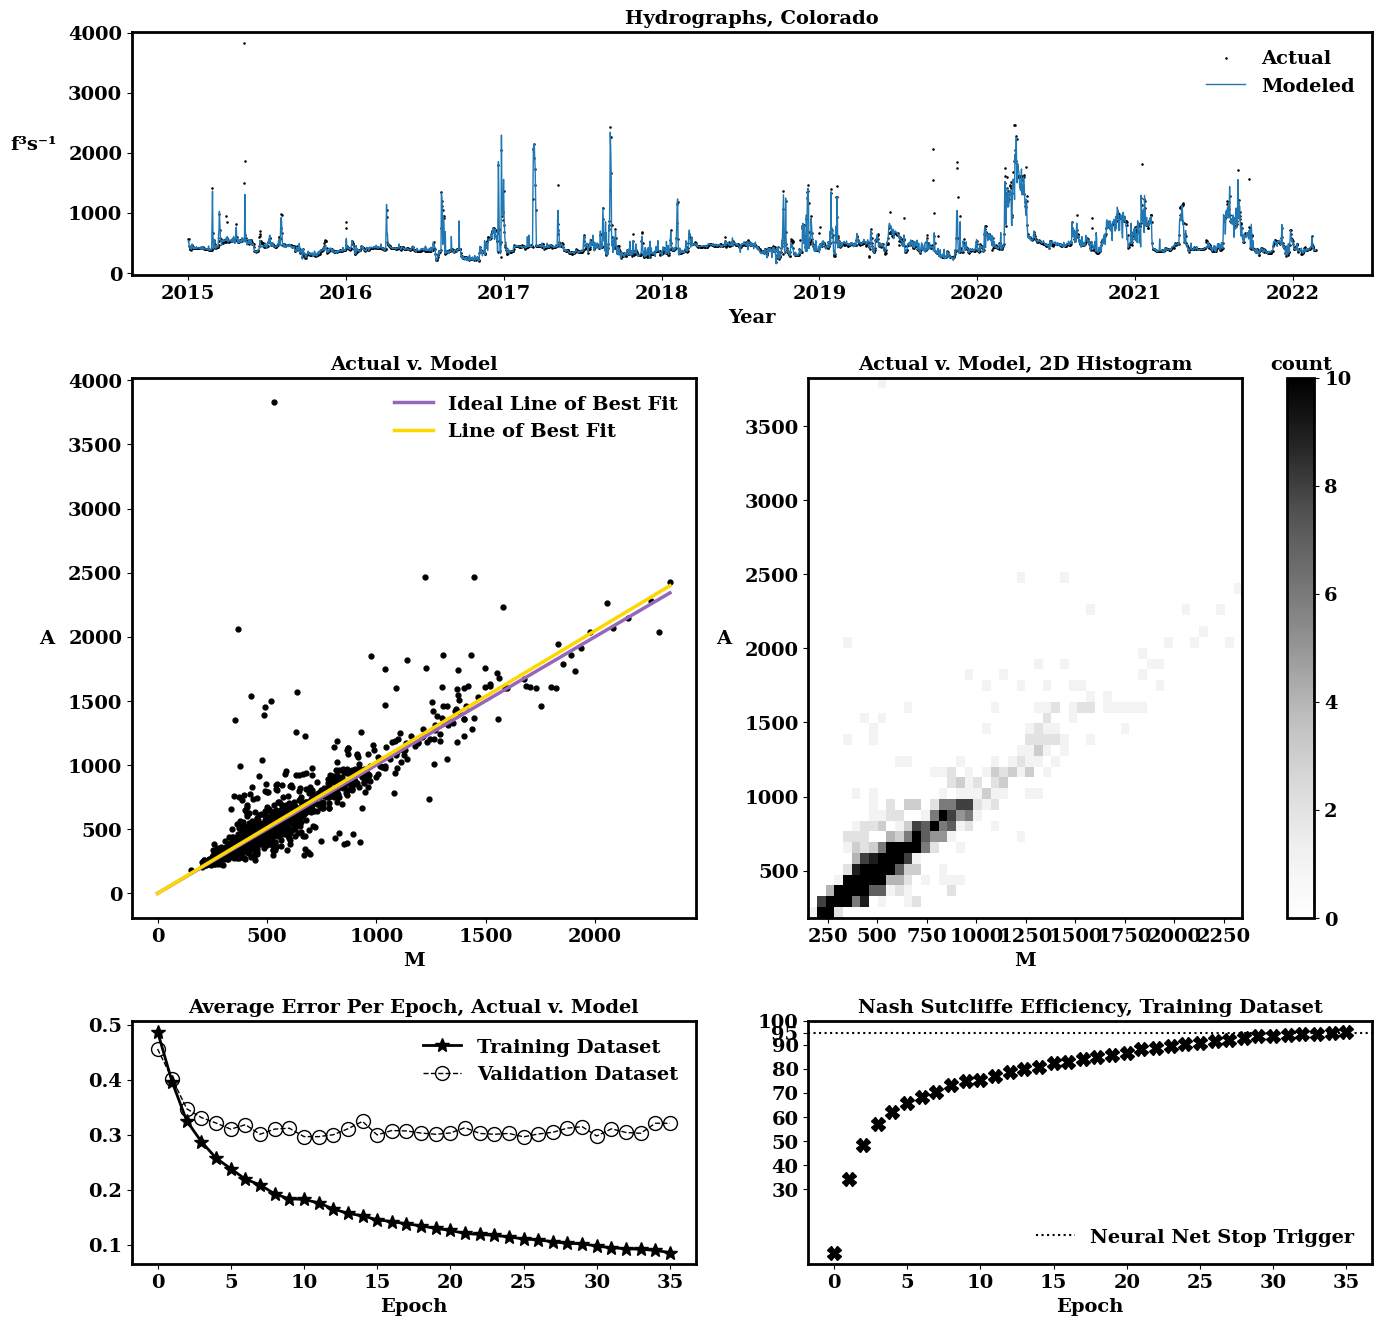 Hydrographs, Colorado
4000
3000
2000
1000
0
f³s⁻¹
Actual
Modeled
2015 2016 2017 2018 2019 2020 2021 2022
Year
Actual v. Model
4000
3500
3000
2500
2000
1500
1000
500
0
A
Ideal Line of Best Fit
Line of Best Fit
0 500 1000 1500 2000
M
Actual v. Model, 2D Histogram
3500
3000
2500
2000
1500
1000
500
A
250 500 750 1000 1250 1500 1750 2000 2250
M
count
10
8
6
4
2
0
Average Error Per Epoch, Actual v. Model
0.5
0.4
0.3
0.2
0.1
Training Dataset
Validation Dataset
0 5 10 15 20 25 30 35
Epoch
Nash Sutcliffe Efficiency, Training Dataset
100
95
90
80
70
60
50
40
30
Neural Net Stop Trigger
0 5 10 15 20 25 30 35
Epoch